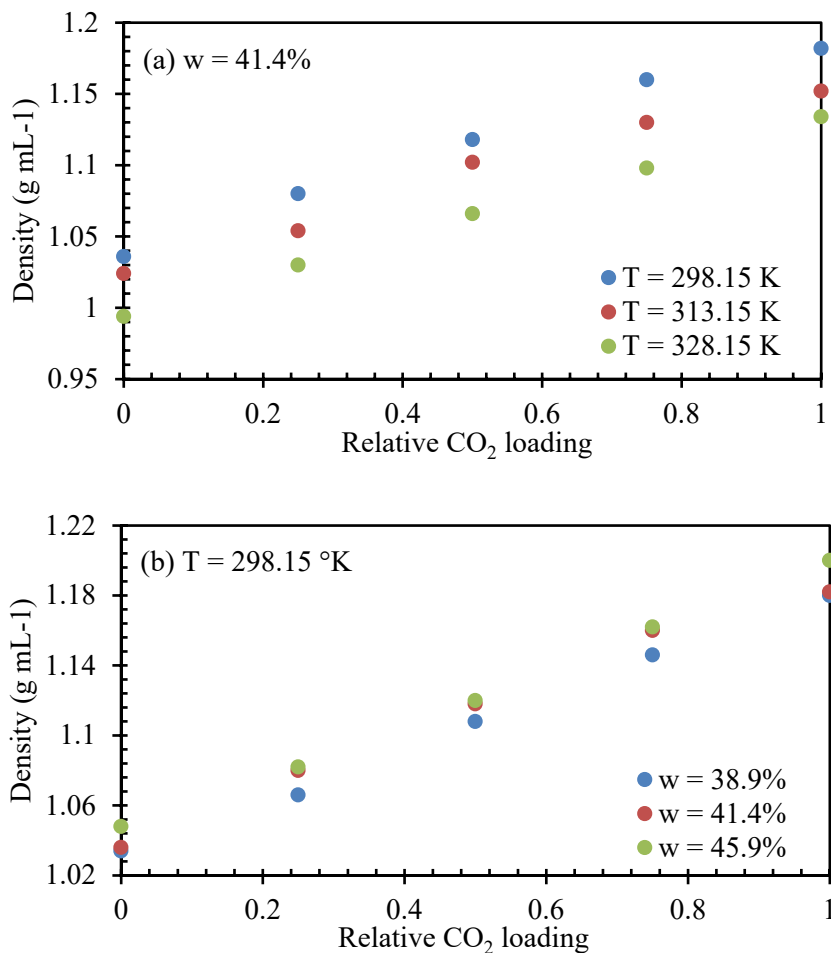 (a) w = 41.4%
Density (g mL-1)
1.2
1.15
1.1
1.05
1
0.95
T = 298.15 K
T = 313.15 K
T = 328.15 K
0 0.2 0.4 0.6 0.8 1
Relative CO₂ loading
(b) T = 298.15 °K
Density (g mL-1)
1.22
1.18
1.14
1.1
1.06
1.02
w = 38.9%
w = 41.4%
w = 45.9%
0 0.2 0.4 0.6 0.8 1
Relative CO₂ loading